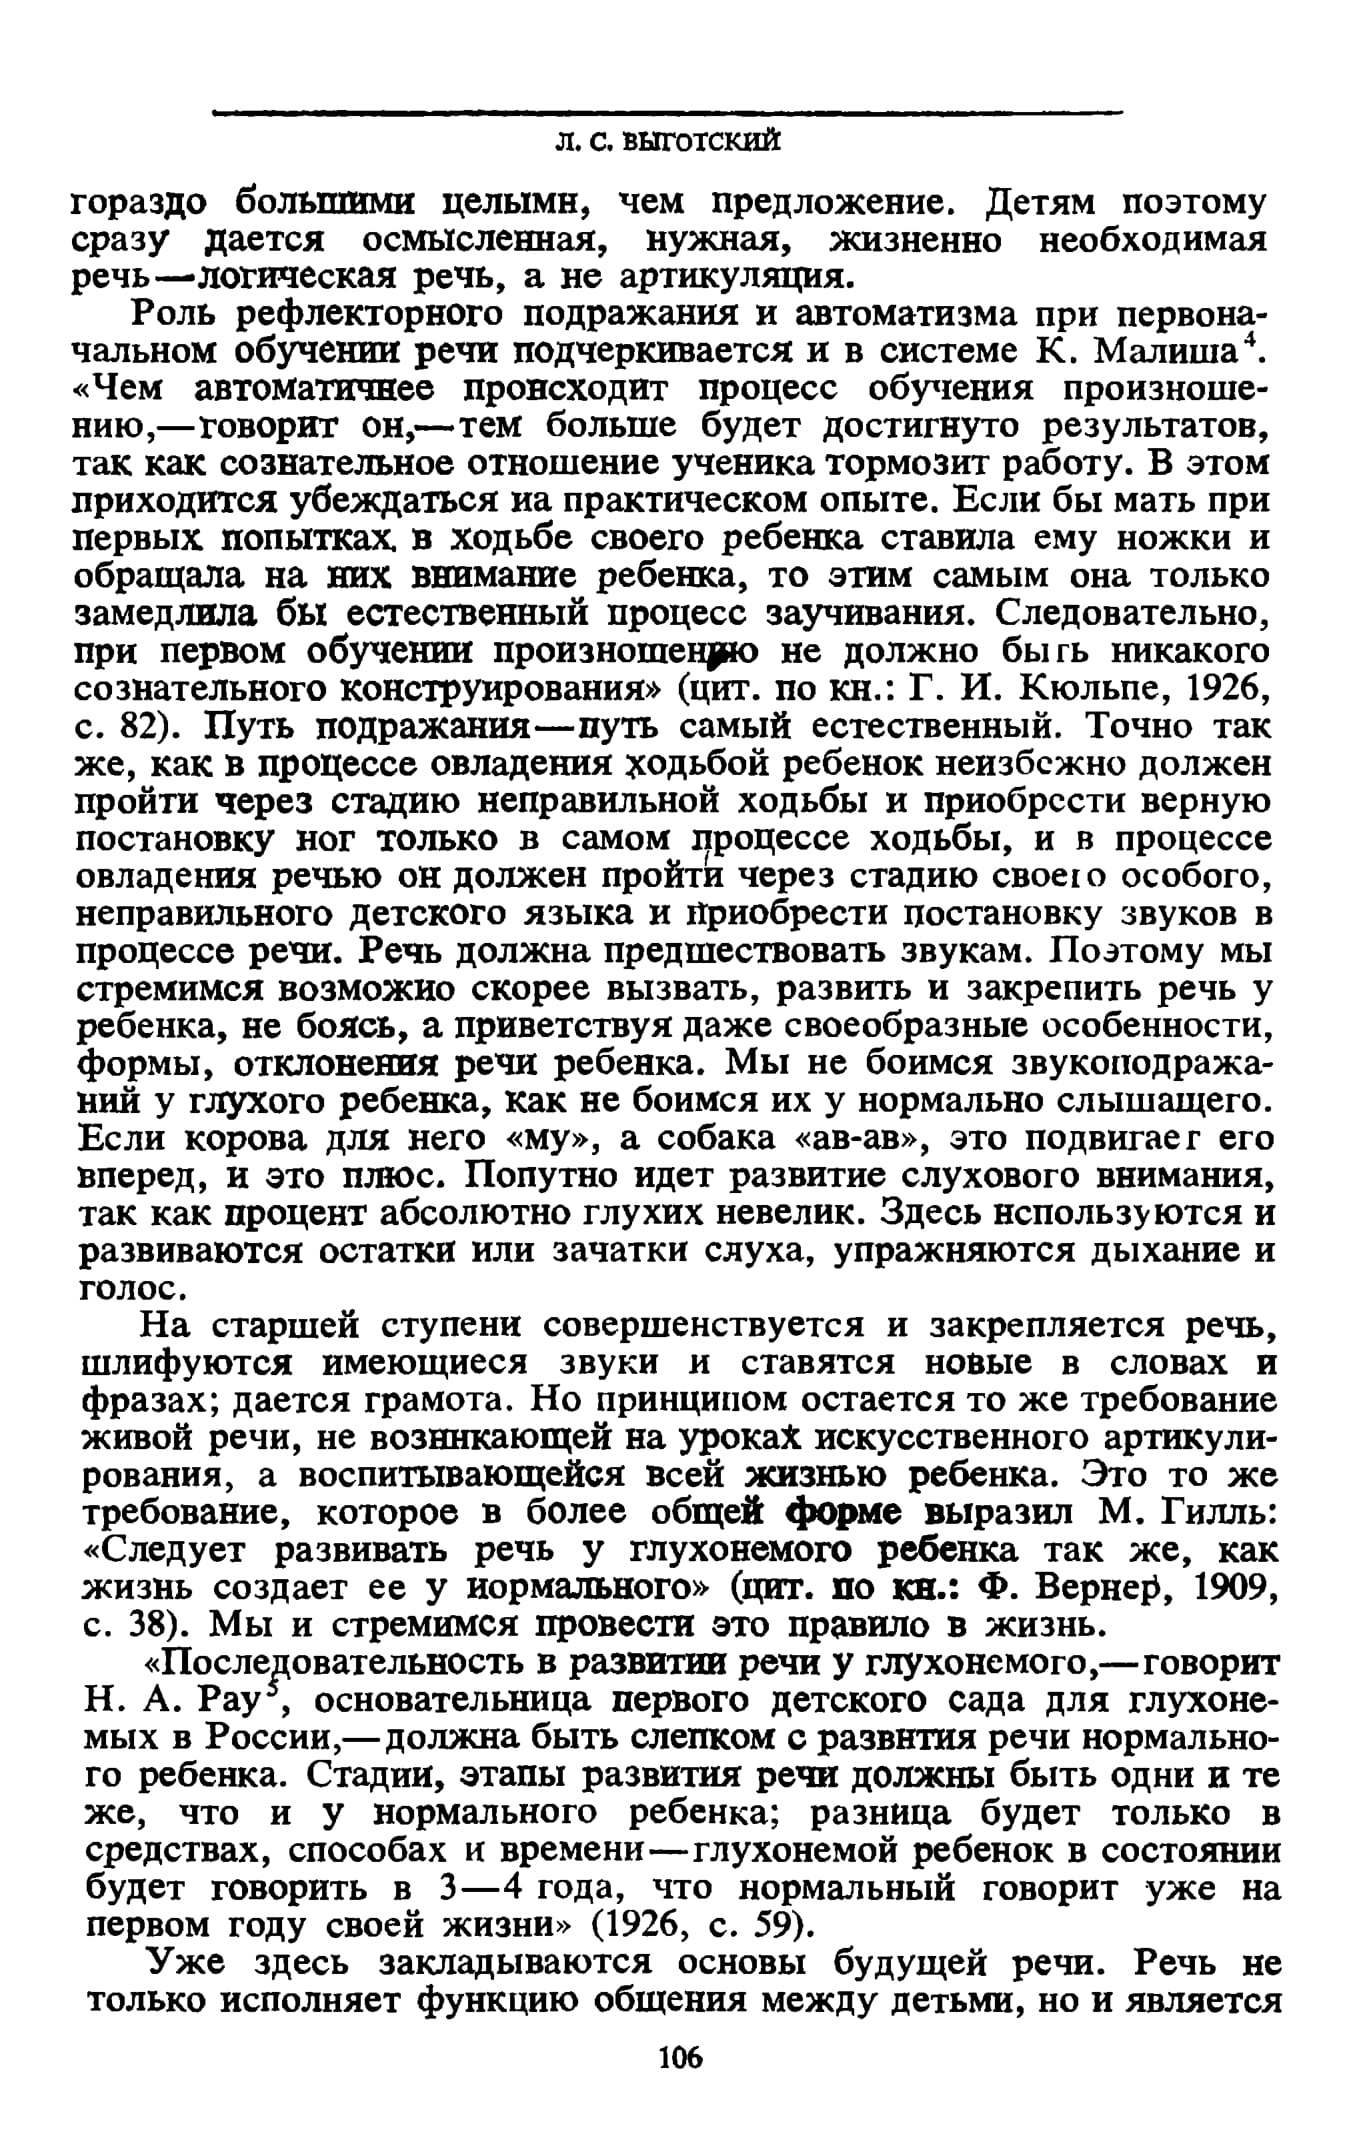 Л. С. ВЫГОТСКИЙ
гораздо большими целыми, чем предложение. Детям поэтому
сразу дается осмысленная, нужная, жизненно необходимая
речь—логическая речь, а не артикуляция.
Роль рефлекторного подражания и автоматизма при первона-
чальном обучении речи подчеркивается и в системе К. Малиша⁴.
«Чем автоматичнее происходит процесс обучения произноше-
нию,—говорит он,—тем больше будет достигнуто результатов,
так как сознательное отношение ученика тормозит работу. В этом
приходится убеждаться на практическом опыте. Если бы мать при
первых попытках в ходьбе своего ребенка ставила ему ножки и
обращала на них внимание ребенка, то этим самым она только
замедлила бы естественный процесс заучивания. Следовательно,
при первом обучении произношению не должно быть никакого
сознательного конструирования» (цит. по кн.: Г. И. Кюльпе, 1926,
с. 82). Путь подражания—путь самый естественный. Точно так
же, как в процессе овладения ходьбой ребенок неизбежно должен
пройти через стадию неправильной ходьбы и приобрести верную
постановку ног только в самом процессе ходьбы, и в процессе
овладения речью он должен пройти через стадию своего особого,
неправильного детского языка и приобрести постановку звуков в
процессе речи. Речь должна предшествовать звукам. Поэтому мы
стремимся возможно скорее вызвать, развить и закрепить речь у
ребенка, не боясь, а приветствуя даже своеобразные особенности,
формы, отклонения речи ребенка. Мы не боимся звукоподража-
ний у глухого ребенка, как не боимся их у нормально слышащего.
Если корова для него «му», а собака «ав-ав», это подвигает его
вперед, и это плюс. Попутно идет развитие слухового внимания,
так как процент абсолютно глухих невелик. Здесь используются и
развиваются остатки или зачатки слуха, упражняются дыхание и
голос.
На старшей ступени совершенствуется и закрепляется речь,
шлифуются имеющиеся звуки и ставятся новые в словах и
фразах; дается грамота. Но принципом остается то же требование
живой речи, не возникающей на уроках искусственного артикули-
рования, а воспитывающейся всей жизнью ребенка. Это то же
требование, которое в более общей форме выразил М. Гилль:
«Следует развивать речь у глухонемого ребенка так же, как
жизнь создает ее у нормального» (цит. по кн.: Ф. Вернер, 1909,
с. 38). Мы и стремимся провести это правило в жизнь.
«Последовательность в развитии речи у глухонемого,—говорит
Н. А. Рау⁵, основательница первого детского сада для глухоне-
мых в России,—должна быть слепком с развития речи нормально-
го ребенка. Стадии, этапы развития речи должны быть одни и те
же, что и у нормального ребенка; разница будет только в
средствах, способах и времени—глухонемой ребенок в состоянии
будет говорить в 3—4 года, что нормальный говорит уже на
первом году своей жизни» (1926, с. 59).
Уже здесь закладываются основы будущей речи. Речь не
только исполняет функцию общения между детьми, но и является
106